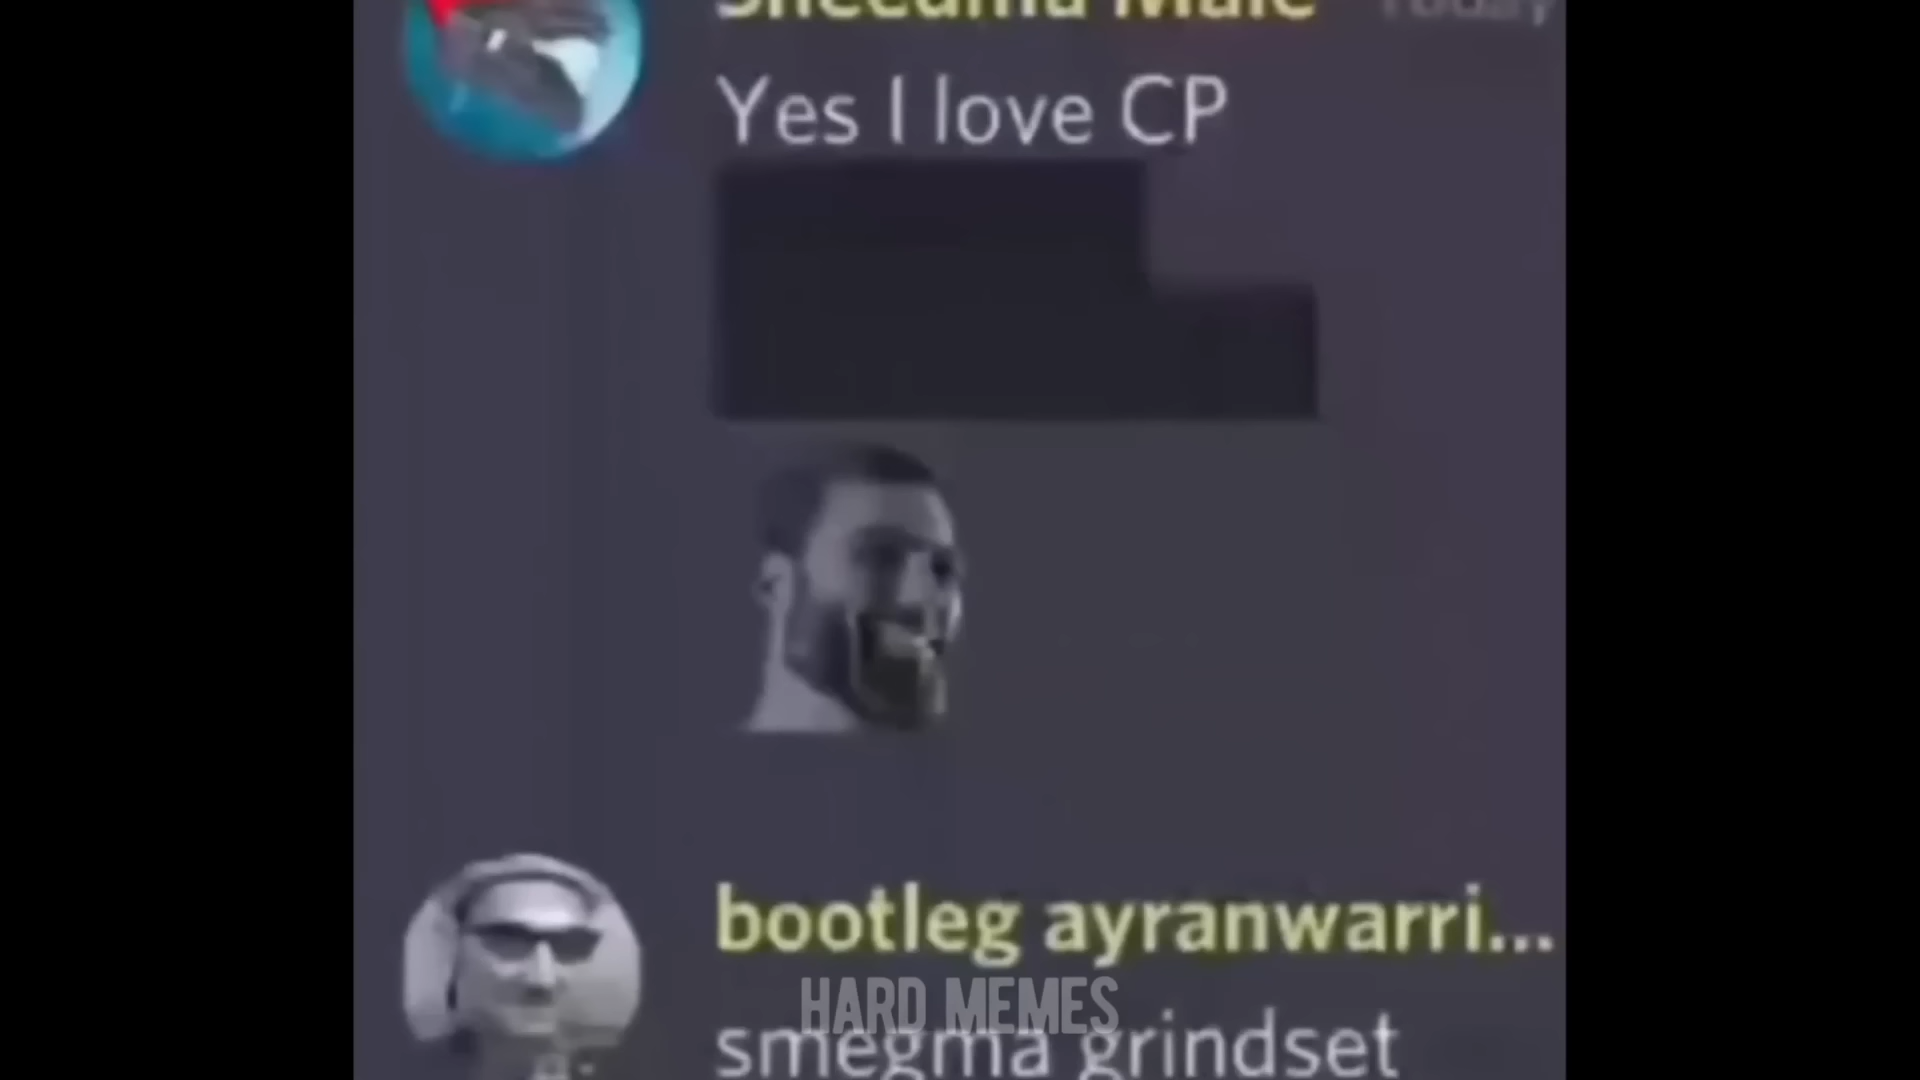 Yes I love CP
bootleg ayranwarri...
HARD MEMES
smegma grindset